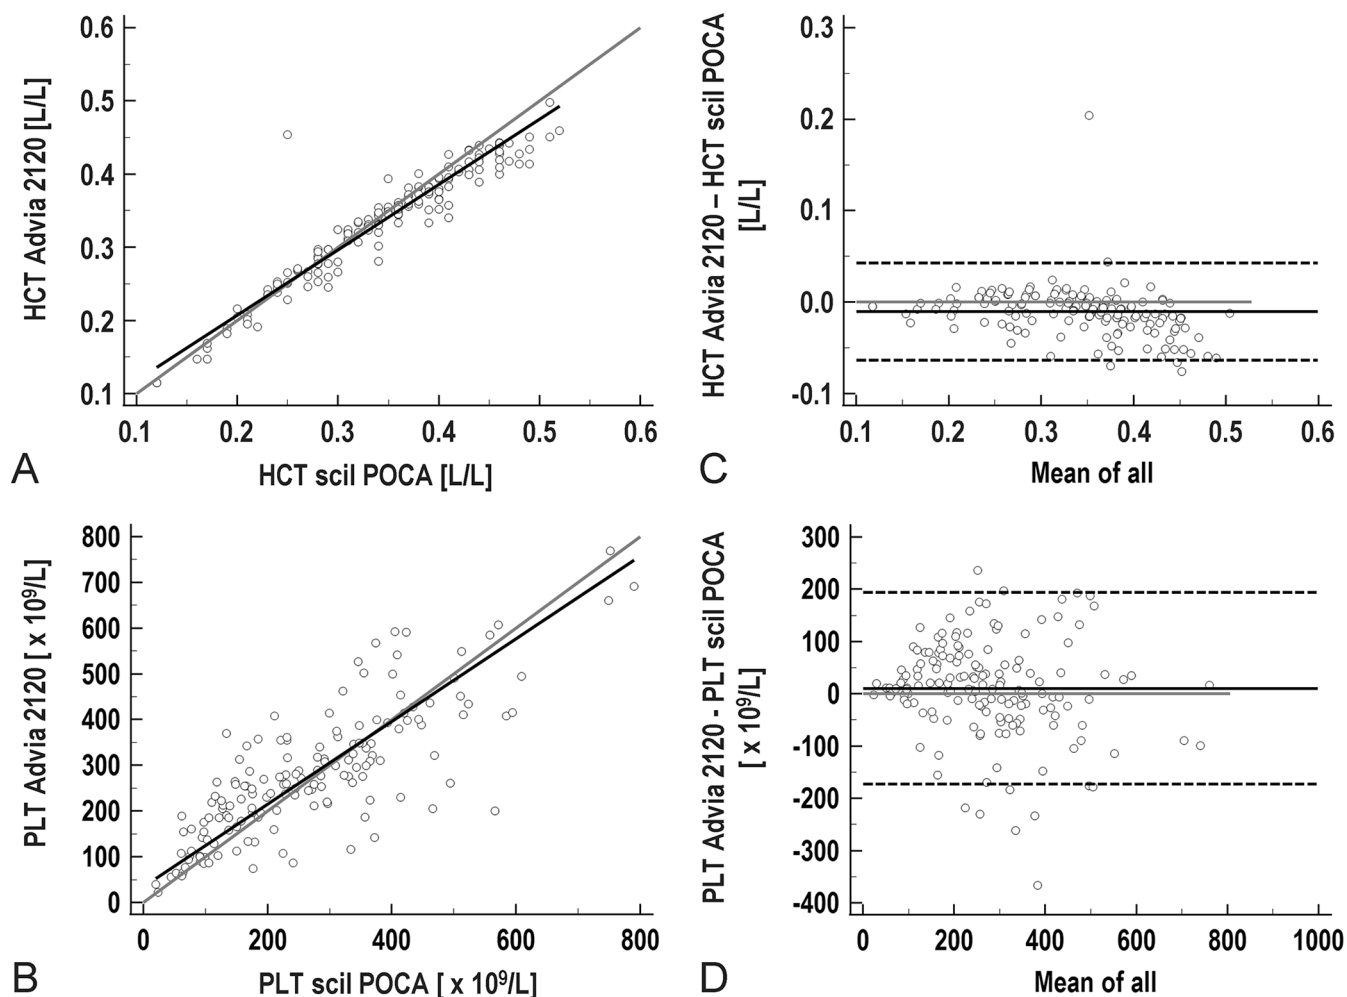 0.6
0.5
0.4
0.3
0.2
0.1
HCT Advia 2120 [L/L]
0.1 0.2 0.3 0.4 0.5 0.6
HCT scil POCA [L/L]
A
0.3
0.2
0.1
0.0
-0.1
HCT Advia 2120 – HCT scil POCA
[L/L]
0.1 0.2 0.3 0.4 0.5 0.6
Mean of all
C
800
700
600
500
400
300
200
100
0
PLT Advia 2120 [ x 10⁹/L]
0 200 400 600 800
PLT scil POCA [ x 10⁹/L]
B
300
200
100
0
-100
-200
-300
-400
PLT Advia 2120 - PLT scil POCA
[ x 10⁹/L]
0 200 400 600 800 1000
Mean of all
D